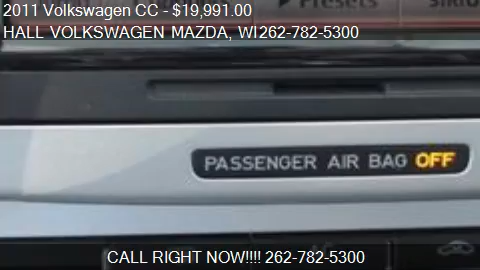 2011 Volkswagen CC - $19,991.00
Presets
HALL VOLKSWAGEN MAZDA, WI262-782-5300
PASSENGER AIR BAG OFF
CALL RIGHT NOW!!!! 262-782-5300